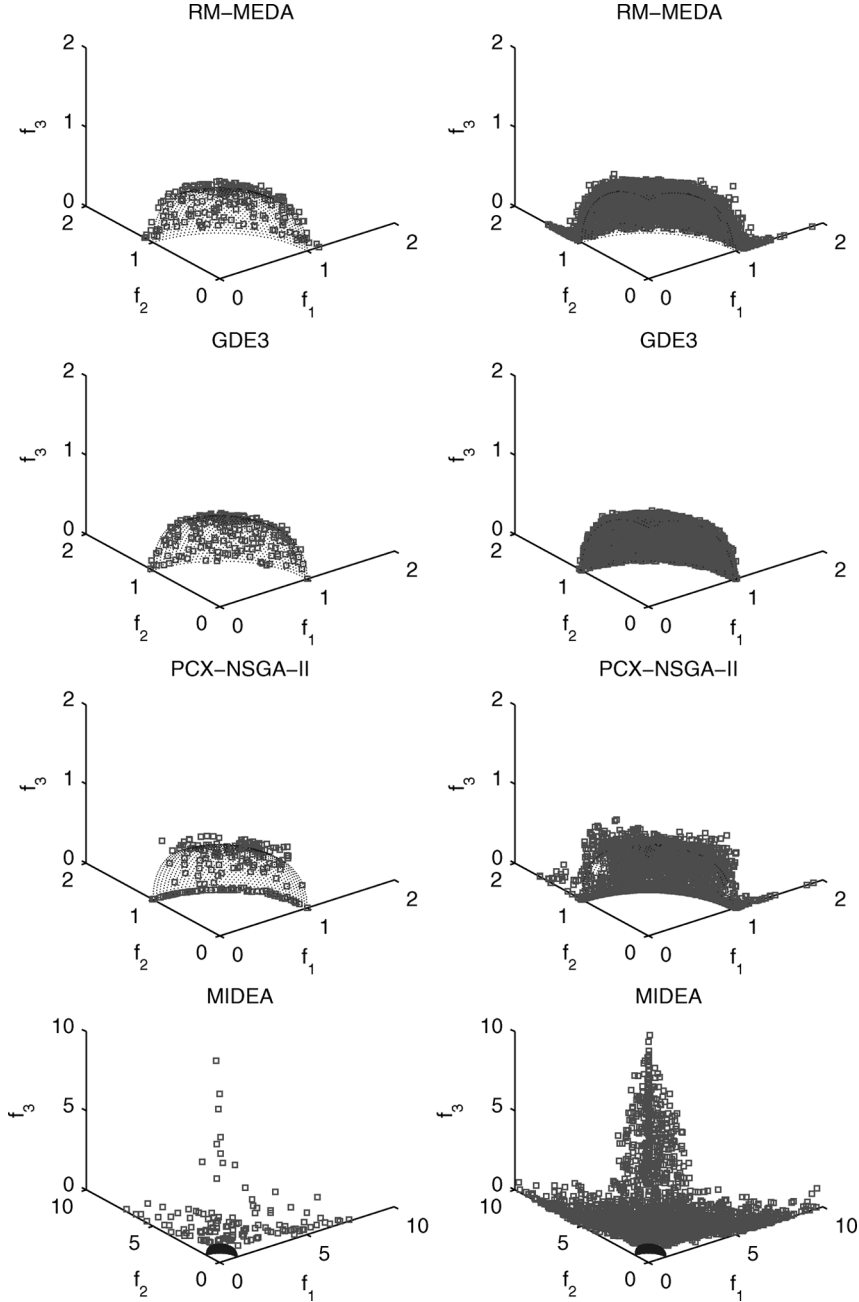 RM-MEDA RM-MEDA
2 2
1 1
f3 f3
0 0
2 2 2 2
1 1 1 1
f2 0 0 f1 f2 0 0 f1
GDE3 GDE3
2 2
1 1
f3 f3
0 0
2 2 2 2
1 1 1 1
f2 0 0 f1 f2 0 0 f1
PCX-NSGA-II PCX-NSGA-II
2 2
1 1
f3 f3
0 0
2 2 2 2
1 1 1 1
f2 0 0 f1 f2 0 0 f1
MIDEA MIDEA
10 10
f3 f3
5 5
0 0
10 10 10 10
5 5 5 5
f2 0 0 f1 f2 0 0 f1